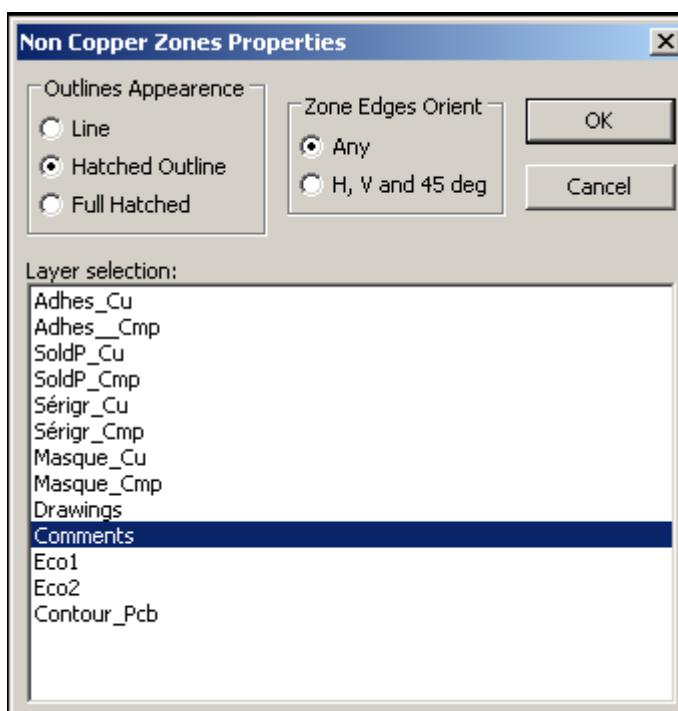 Non Copper Zones Properties
Outlines Appearence
Line
Hatched Outline
Full Hatched
Zone Edges Orient
Any
H, V and 45 deg
OK
Cancel
Layer selection:
Adhes_Cu
Adhes__Cmp
SoldP_Cu
SoldP_Cmp
Sérigr_Cu
Sérigr_Cmp
Masque_Cu
Masque_Cmp
Drawings
Comments
Eco1
Eco2
Contour_Pcb